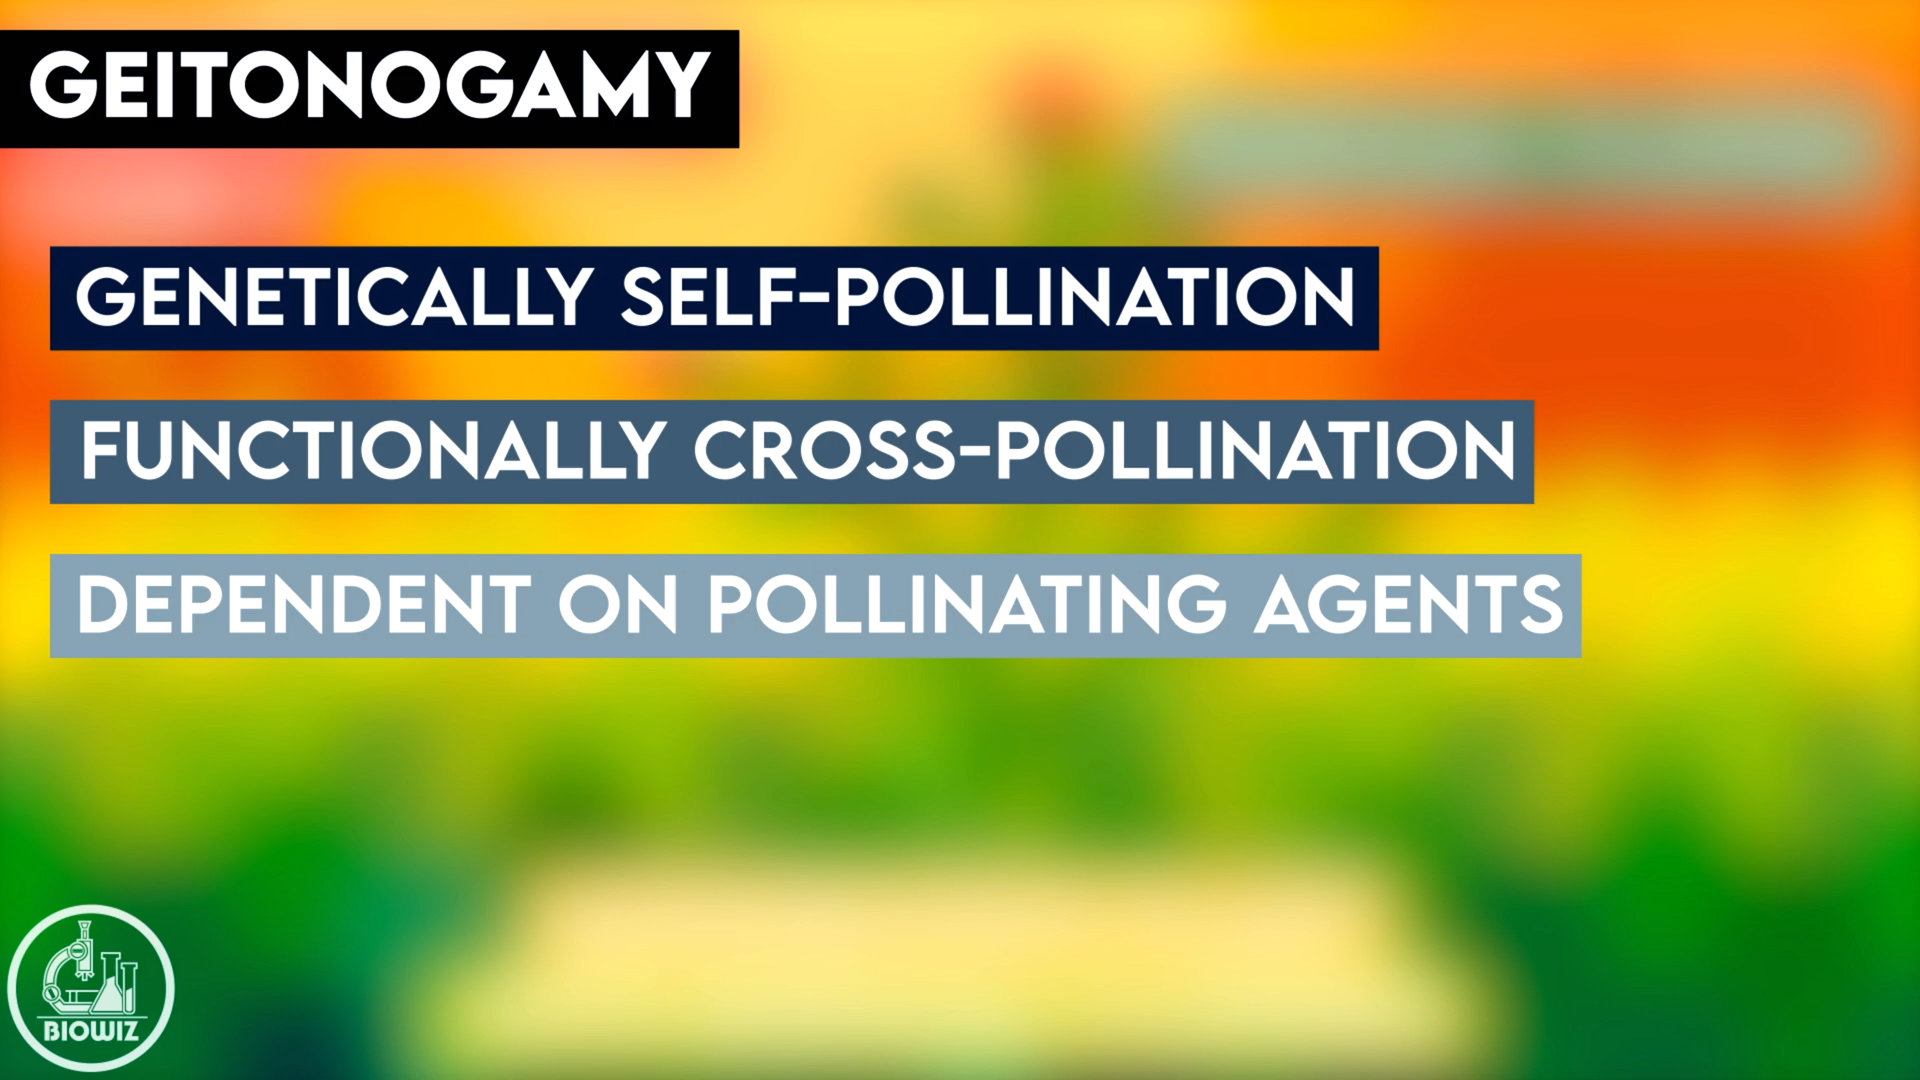 GEITONOGAMY
GENETICALLY SELF-POLLINATION
FUNCTIONALLY CROSS-POLLINATION
DEPENDENT ON POLLINATING AGENTS
BIOWIZ